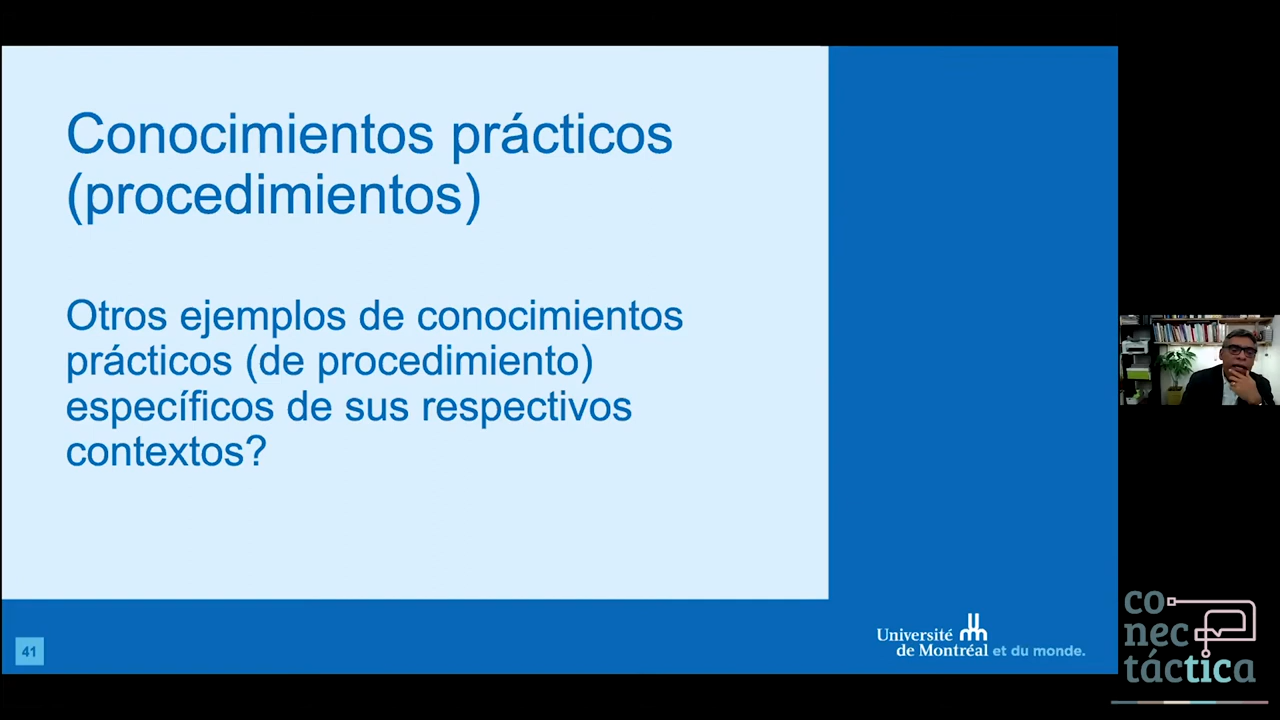 Conocimientos prácticos
(procedimientos)
Otros ejemplos de conocimientos
prácticos (de procedimiento)
específicos de sus respectivos
contextos?
41
Université
de Montréal et du monde.
co
nec
táctica